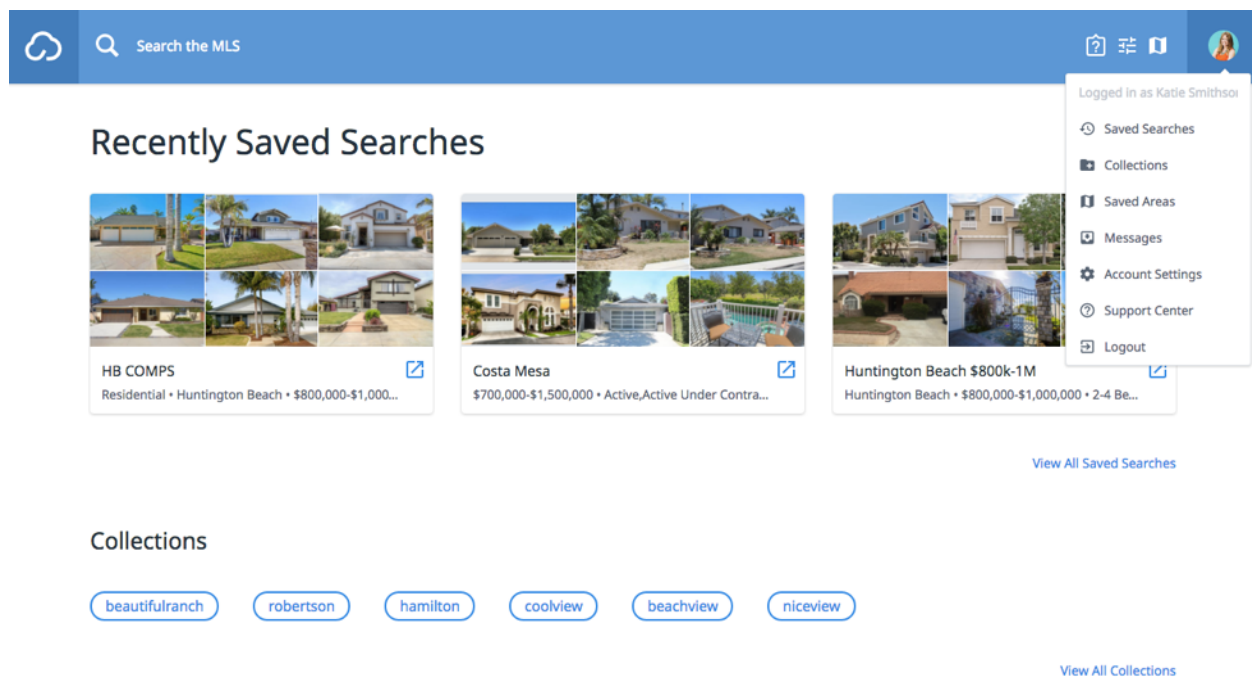 Search the MLS
Logged in as Katie Smithson
Saved Searches
Collections
Saved Areas
Messages
Account Settings
Support Center
Logout
Recently Saved Searches
HB COMPS
Residential • Huntington Beach • $800,000-$1,000...
Costa Mesa
$700,000-$1,500,000 • Active,Active Under Contra...
Huntington Beach $800k-1M
Huntington Beach • $800,000-$1,000,000 • 2-4 Be...
View All Saved Searches
Collections
beautifulranch
robertson
hamilton
coolview
beachview
niceview
View All Collections